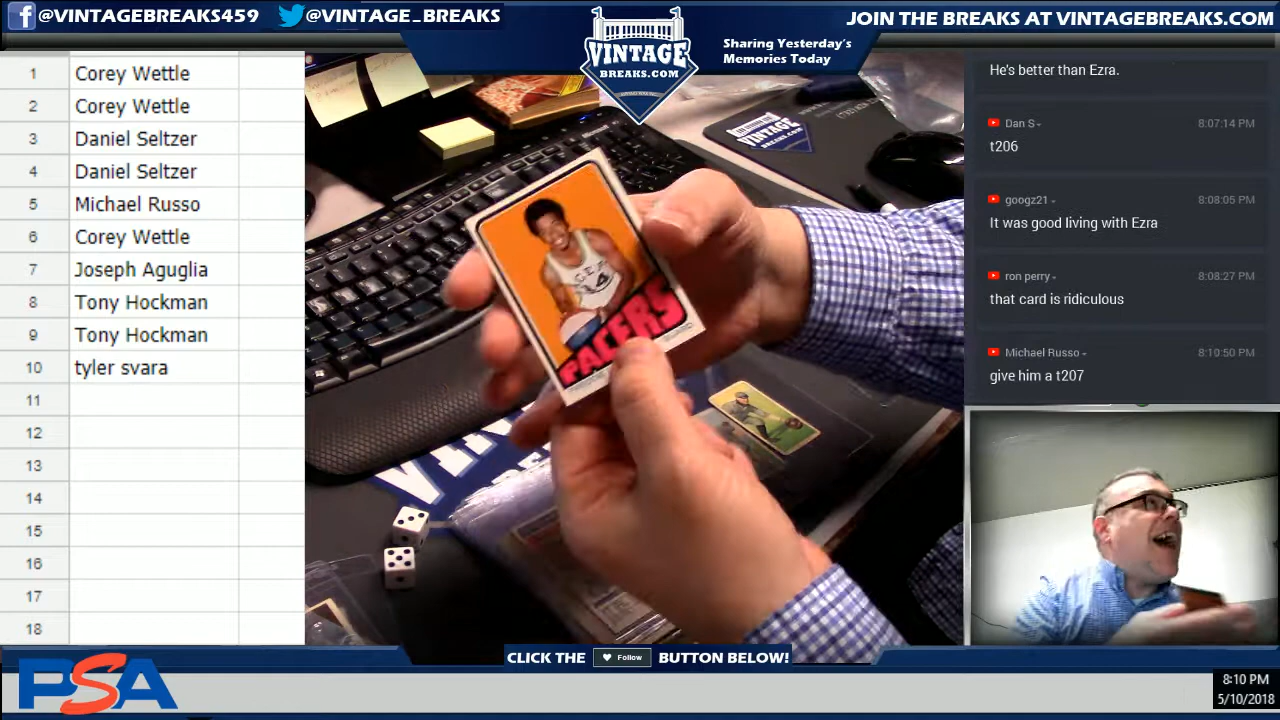 @VINTAGEBREAKS459
@VINTAGE_BREAKS
VINTAGE
BREAKS.COM
Sharing Yesterday's
Memories Today
JOIN THE BREAKS AT VINTAGEBREAKS.COM
1 Corey Wettle
2 Corey Wettle
3 Daniel Seltzer
4 Daniel Seltzer
5 Michael Russo
6 Corey Wettle
7 Joseph Aguglia
8 Tony Hockman
9 Tony Hockman
10 tyler svara
11
12
13
14
15
16
17
18
VINTAGE
BREAKS.COM
PACERS
He's better than Ezra.
Dan S 8:07:14 PM
t206
googz21 8:08:05 PM
It was good living with Ezra
ron perry 8:08:27 PM
that card is ridiculous
Michael Russo 8:10:50 PM
give him a t207
CLICK THE Follow BUTTON BELOW!
PSA
8:10 PM
5/10/2018